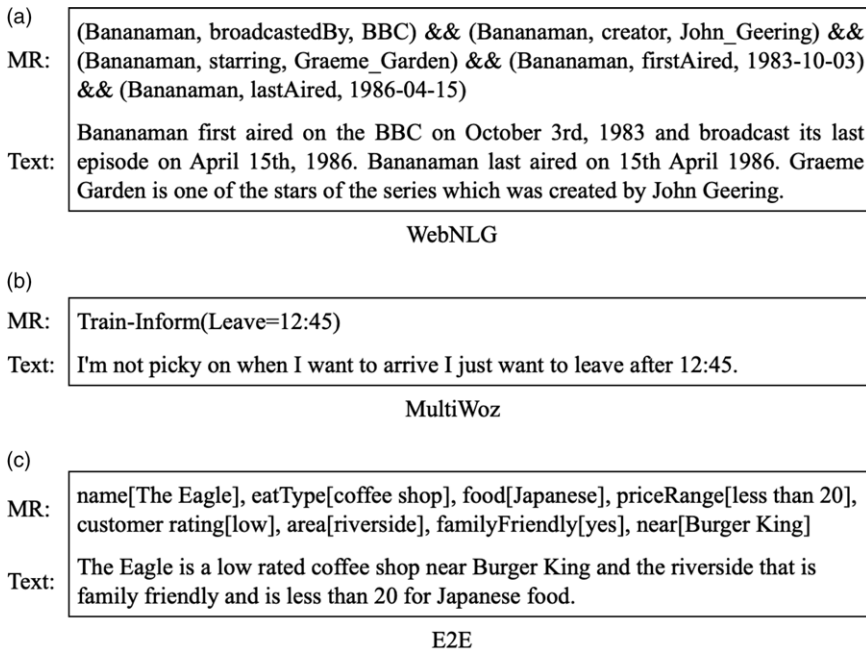 (a)
MR: (Bananaman, broadcastedBy, BBC) && (Bananaman, creator, John_Geering) &&
(Bananaman, starring, Graeme_Garden) && (Bananaman, firstAired, 1983-10-03)
&& (Bananaman, lastAired, 1986-04-15)
Text: Bananaman first aired on the BBC on October 3rd, 1983 and broadcast its last
episode on April 15th, 1986. Bananaman last aired on 15th April 1986. Graeme
Garden is one of the stars of the series which was created by John Geering.
WebNLG
(b)
MR: Train-Inform(Leave=12:45)
Text: I'm not picky on when I want to arrive I just want to leave after 12:45.
MultiWoz
(c)
MR: name[The Eagle], eatType[coffee shop], food[Japanese], priceRange[less than 20],
customer rating[low], area[riverside], familyFriendly[yes], near[Burger King]
Text: The Eagle is a low rated coffee shop near Burger King and the riverside that is
family friendly and is less than 20 for Japanese food.
E2E